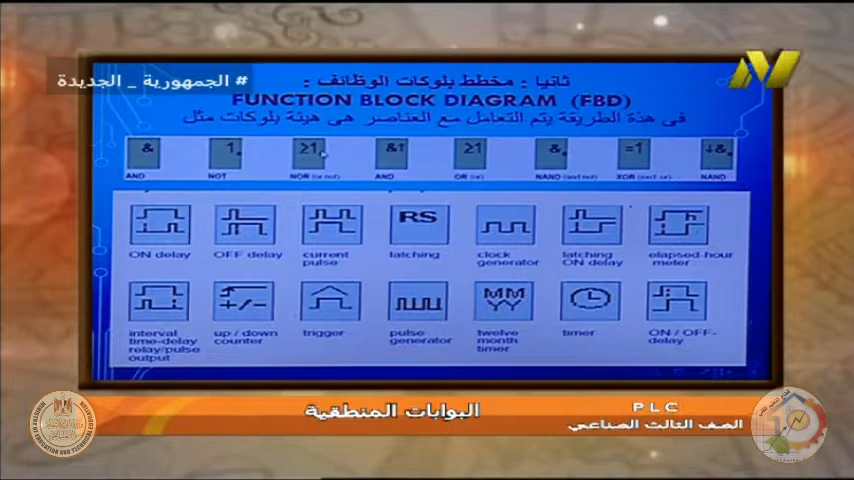 # الجمهورية _ الجديدة
ثانيا : مخطط بلوكات الوظائف :
FUNCTION BLOCK DIAGRAM (FBD)
فى هذة الطريقة يتم التعامل مع العناصر هى هيئة بلوكات مثل
& 1 ≥1 &↑ ≥1 & =1 ↓&
AND NOT NOR (or not) AND OR (or) NAND (and not) XOR (excl. or) NAND
RS
ON delay
OFF delay
current
pulse
latching
clock
generator
latching
ON delay
elapsed-hour
meter
+/-
MM
YY
interval
time-delay
relay/pulse
output
up / down
counter
trigger
pulse
generator
twelve
month
timer
timer
ON / OFF-
delay
البوابات المنطقية
PLC
الصف الثالث الصناعي